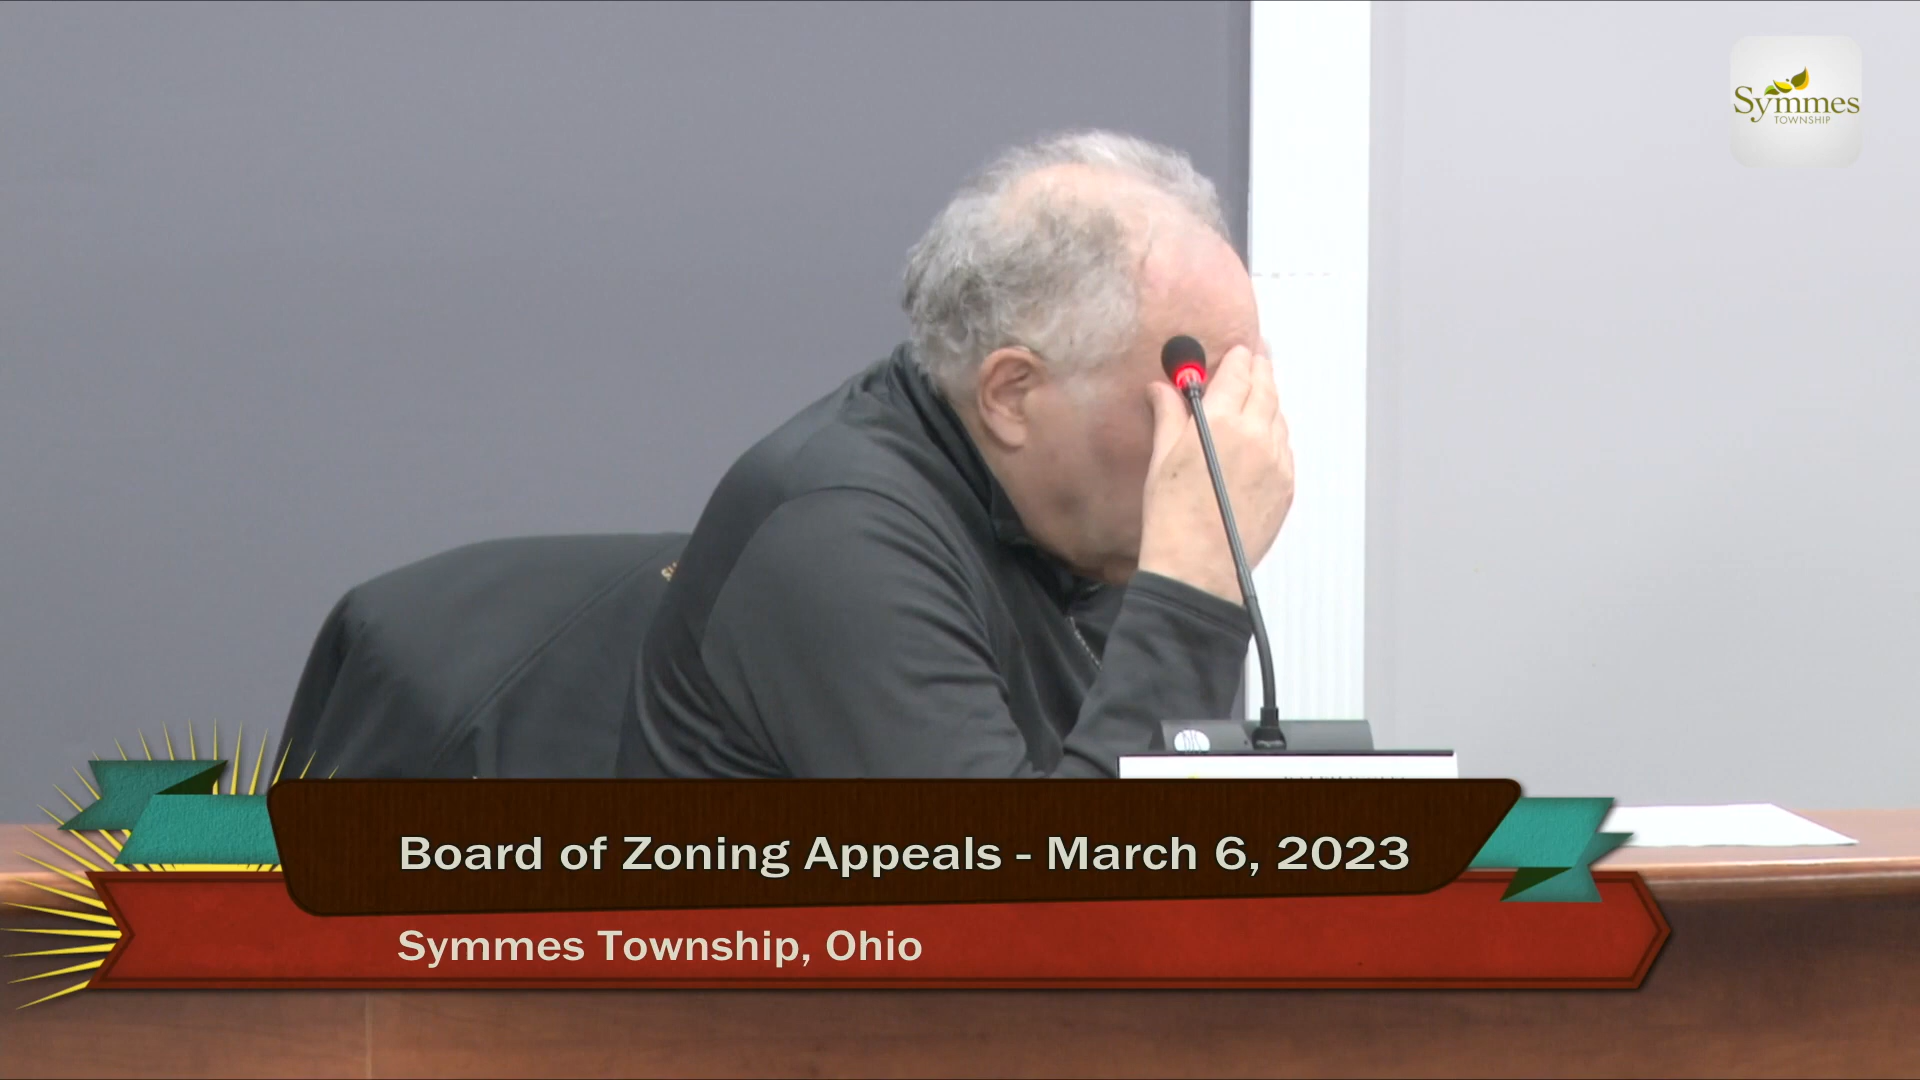 Symmes
TOWNSHIP
Board of Zoning Appeals - March 6, 2023
Symmes Township, Ohio